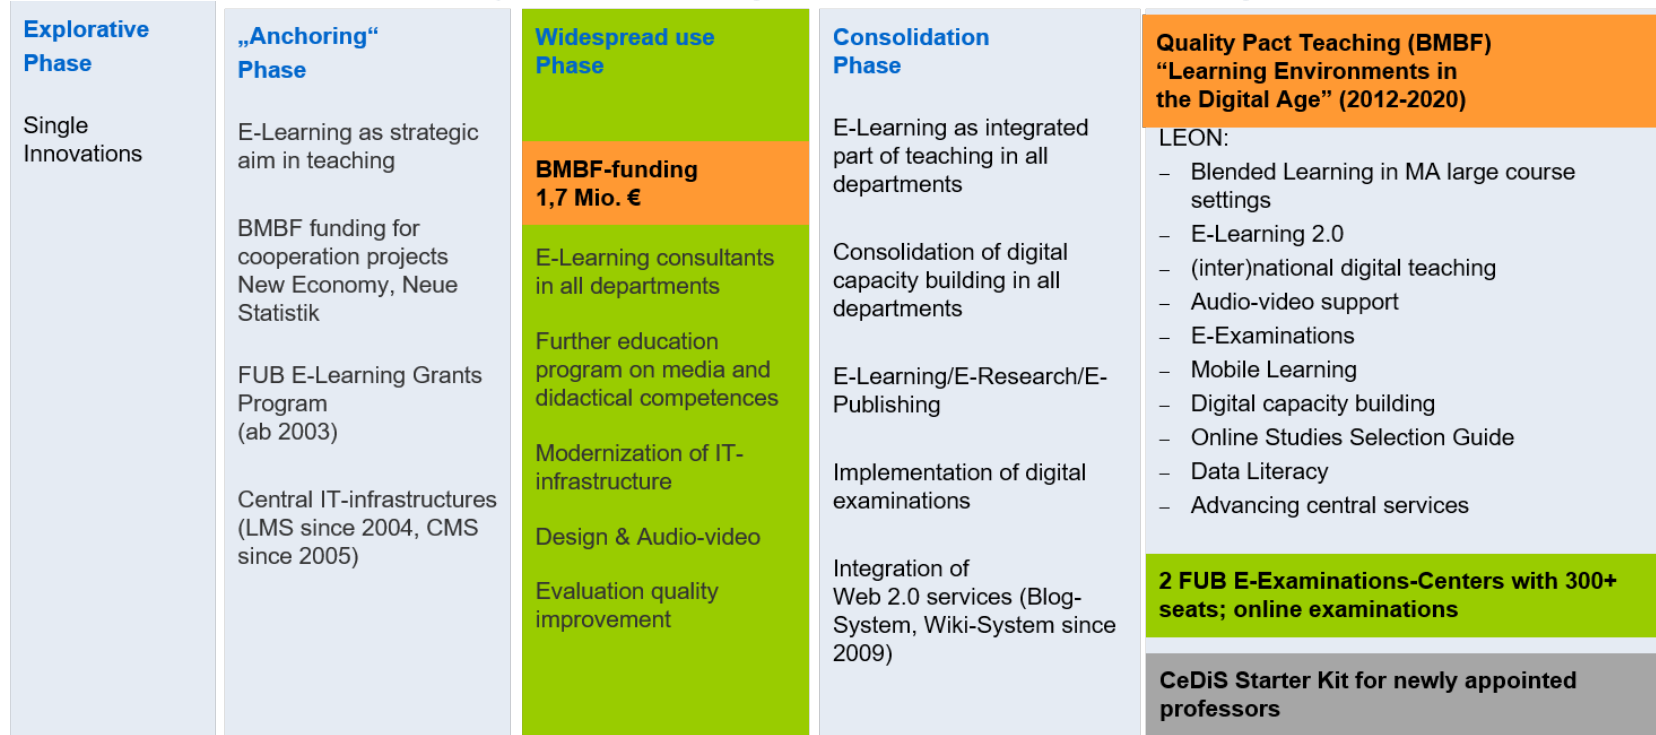 Explorative
Phase
Single
Innovations
„Anchoring“
Phase
E-Learning as strategic
aim in teaching
BMBF funding for
cooperation projects
New Economy, Neue
Statistik
FUB E-Learning Grants
Program
(ab 2003)
Central IT-infrastructures
(LMS since 2004, CMS
since 2005)
Widespread use
Phase
BMBF-funding
1,7 Mio. €
E-Learning consultants
in all departments
Further education
program on media and
didactical competences
Modernization of IT-
infrastructure
Design & Audio-video
Evaluation quality
improvement
Consolidation
Phase
E-Learning as integrated
part of teaching in all
departments
Consolidation of digital
capacity building in all
departments
E-Learning/E-Research/E-
Publishing
Implementation of digital
examinations
Integration of
Web 2.0 services (Blog-
System, Wiki-System since
2009)
Quality Pact Teaching (BMBF)
“Learning Environments in
the Digital Age” (2012-2020)
LEON:
– Blended Learning in MA large course
settings
– E-Learning 2.0
– (inter)national digital teaching
– Audio-video support
– E-Examinations
– Mobile Learning
– Digital capacity building
– Online Studies Selection Guide
– Data Literacy
– Advancing central services
2 FUB E-Examinations-Centers with 300+
seats; online examinations
CeDiS Starter Kit for newly appointed
professors